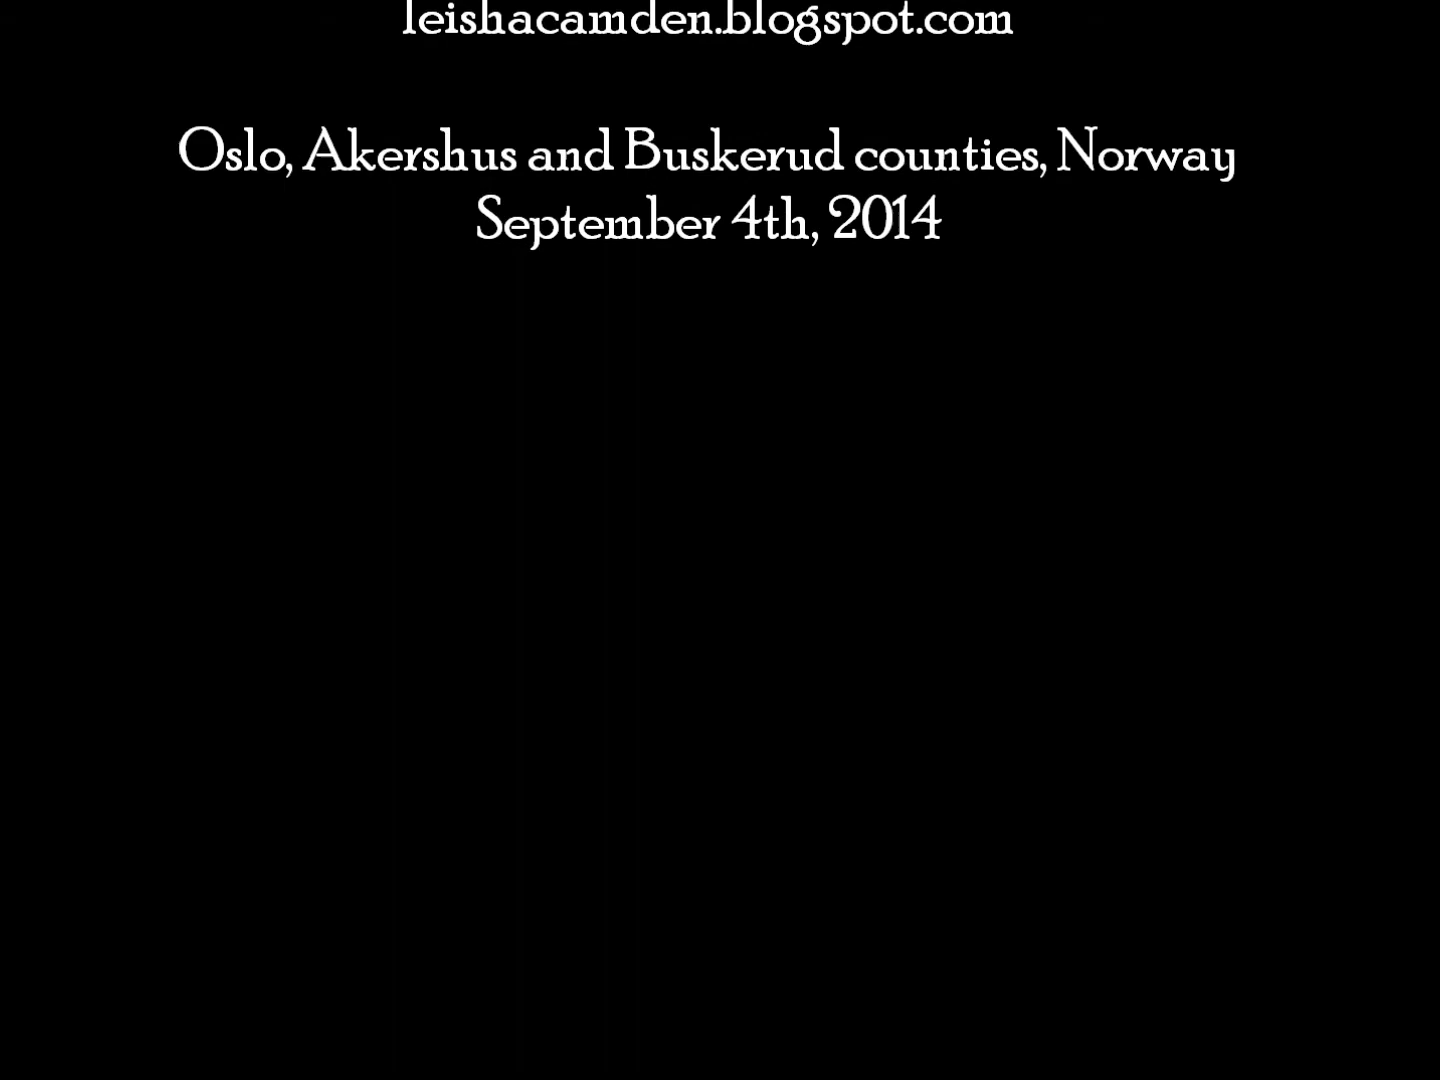 leishacamden.blogspot.com
Oslo, Akershus and Buskerud counties, Norway
September 4th, 2014